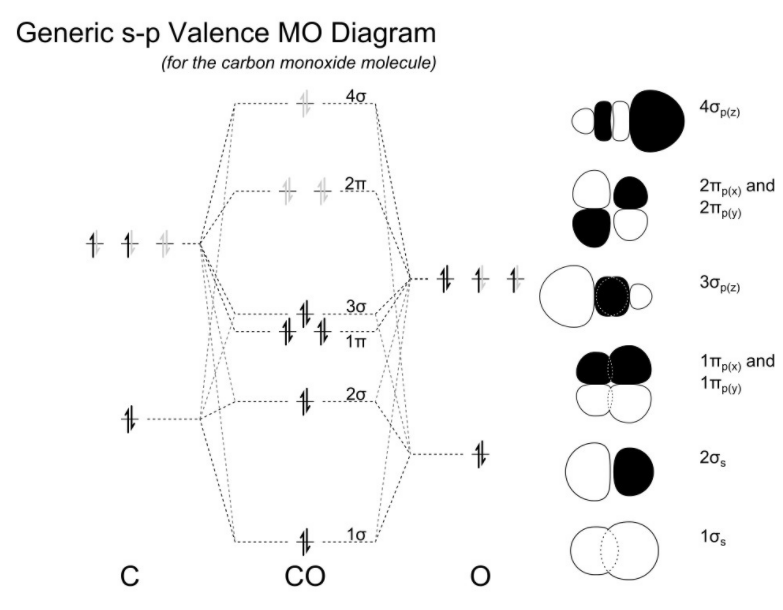 Generic s-p Valence MO Diagram
(for the carbon monoxide molecule)
4σ
4σp(z)
2π
2πp(x) and
2πp(y)
3σ
3σp(z)
1π
1πp(x) and
1πp(y)
2σ
2σs
1σ
1σs
C
CO
O